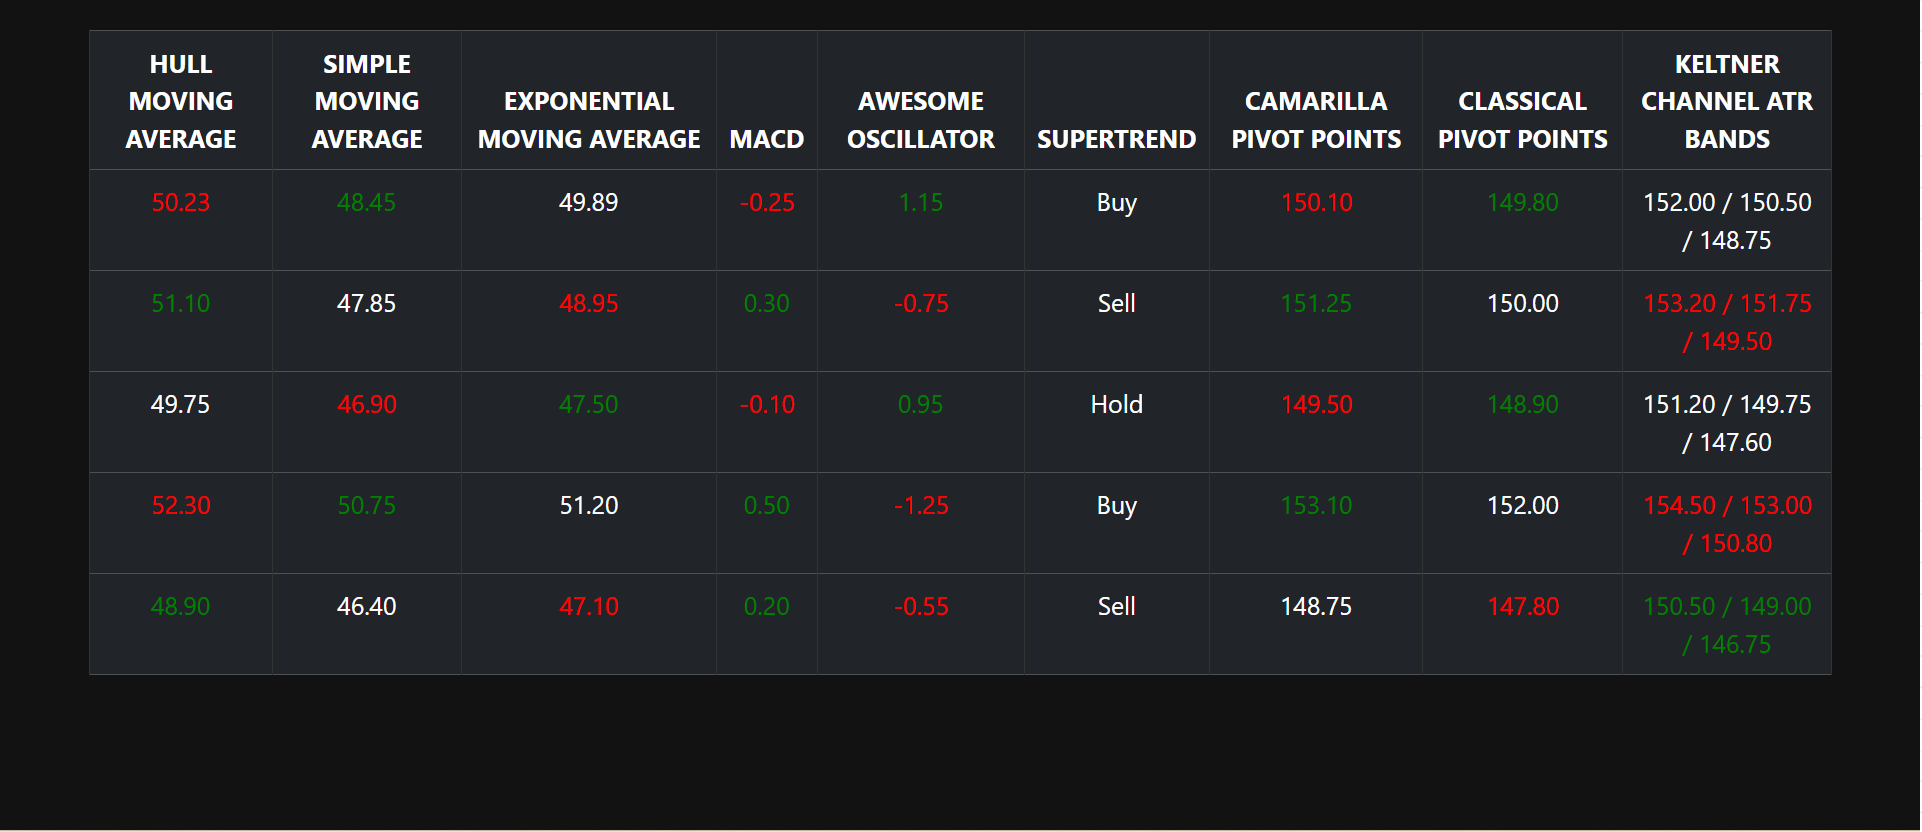 HULL MOVING AVERAGE
SIMPLE MOVING AVERAGE
EXPONENTIAL MOVING AVERAGE
MACD
AWESOME OSCILLATOR
SUPERTREND
CAMARILLA PIVOT POINTS
CLASSICAL PIVOT POINTS
KELTNER CHANNEL ATR BANDS
50.23 48.45 49.89 -0.25 1.15 Buy 150.10 149.80 152.00 / 150.50
/ 148.75
51.10 47.85 48.95 0.30 -0.75 Sell 151.25 150.00 153.20 / 151.75
/ 149.50
49.75 46.90 47.50 -0.10 0.95 Hold 149.50 148.90 151.20 / 149.75
/ 147.60
52.30 50.75 51.20 0.50 -1.25 Buy 153.10 152.00 154.50 / 153.00
/ 150.80
48.90 46.40 47.10 0.20 -0.55 Sell 148.75 147.80 150.50 / 149.00
/ 146.75